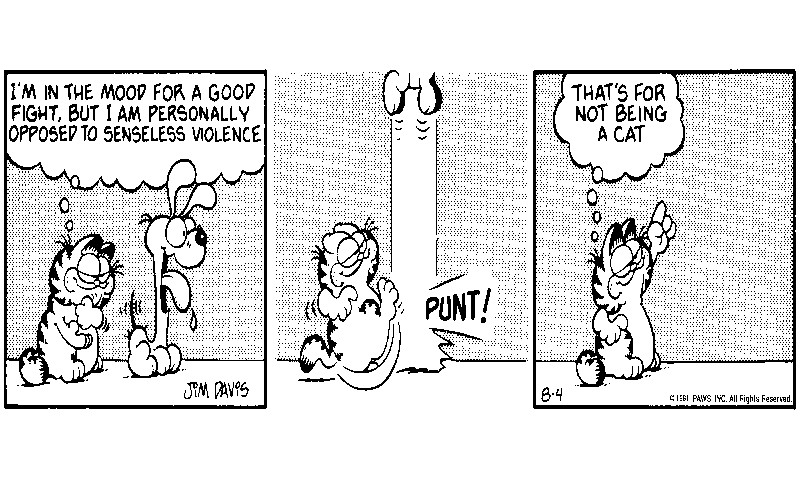 I'M IN THE MOOD FOR A GOOD
FIGHT, BUT I AM PERSONALLY
OPPOSED TO SENSELESS VIOLENCE
JIM DAVIS
PUNT!
THAT'S FOR
NOT BEING
A CAT
8-4
© 1981 PAWS, INC. All Rights Reserved.